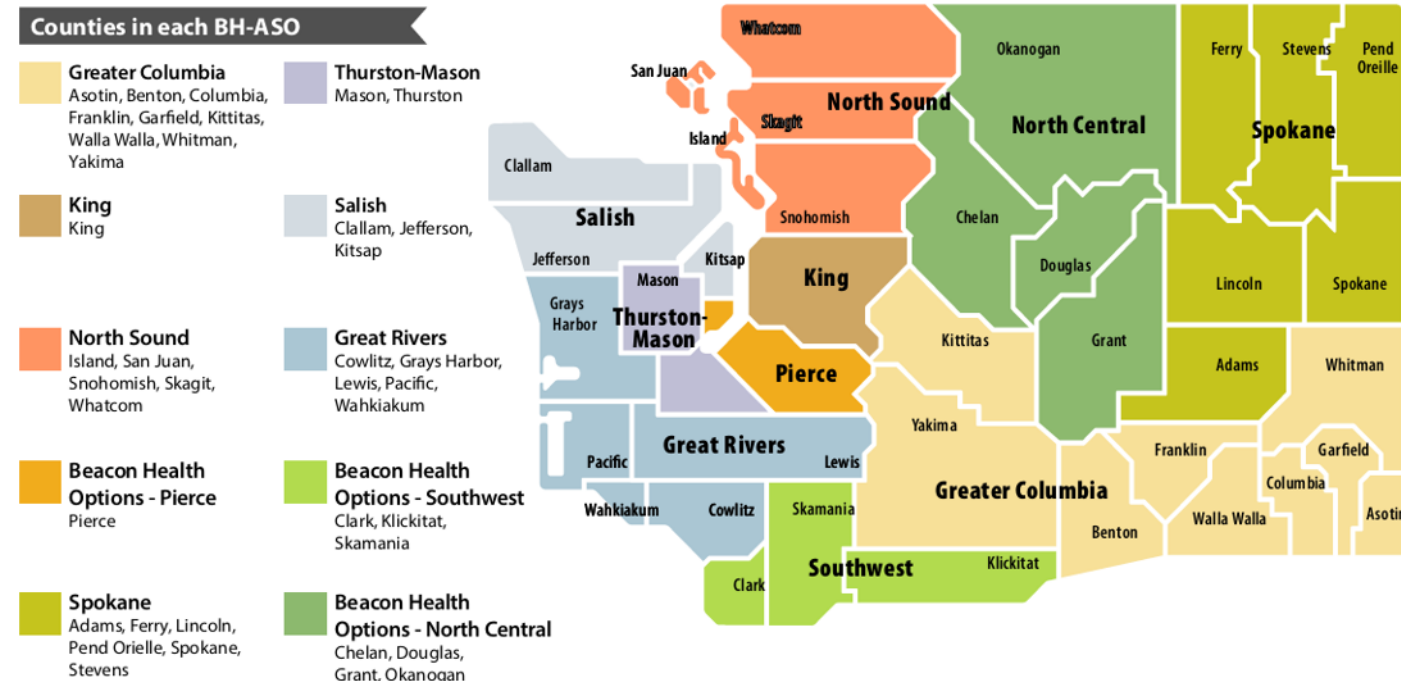 Counties in each BH-ASO
Greater Columbia
Asotin, Benton, Columbia,
Franklin, Garfield, Kittitas,
Walla Walla, Whitman,
Yakima
Thurston-Mason
Mason, Thurston
King
King
Salish
Clallam, Jefferson,
Kitsap
North Sound
Island, San Juan,
Snohomish, Skagit,
Whatcom
Great Rivers
Cowlitz, Grays Harbor,
Lewis, Pacific,
Wahkiakum
Beacon Health
Options - Pierce
Pierce
Beacon Health
Options - Southwest
Clark, Klickitat,
Skamania
Spokane
Adams, Ferry, Lincoln,
Pend Orielle, Spokane,
Stevens
Beacon Health
Options - North Central
Chelan, Douglas,
Grant, Okanogan
Whatcom
Okanogan
Ferry
Stevens
Pend
Oreille
San Juan
North Sound
Skagit
North Central
Spokane
Island
Clallam
Salish
Snohomish
Chelan
Jefferson
Kitsap
Douglas
Mason
King
Lincoln
Spokane
Grays
Harbor
Thurston-
Mason
Kittitas
Grant
Adams
Whitman
Pierce
Yakima
Great Rivers
Pacific
Lewis
Franklin
Garfield
Columbia
Greater Columbia
Wahkiakum
Cowlitz
Skamania
Walla Walla
Asotin
Benton
Southwest
Klickitat
Clark